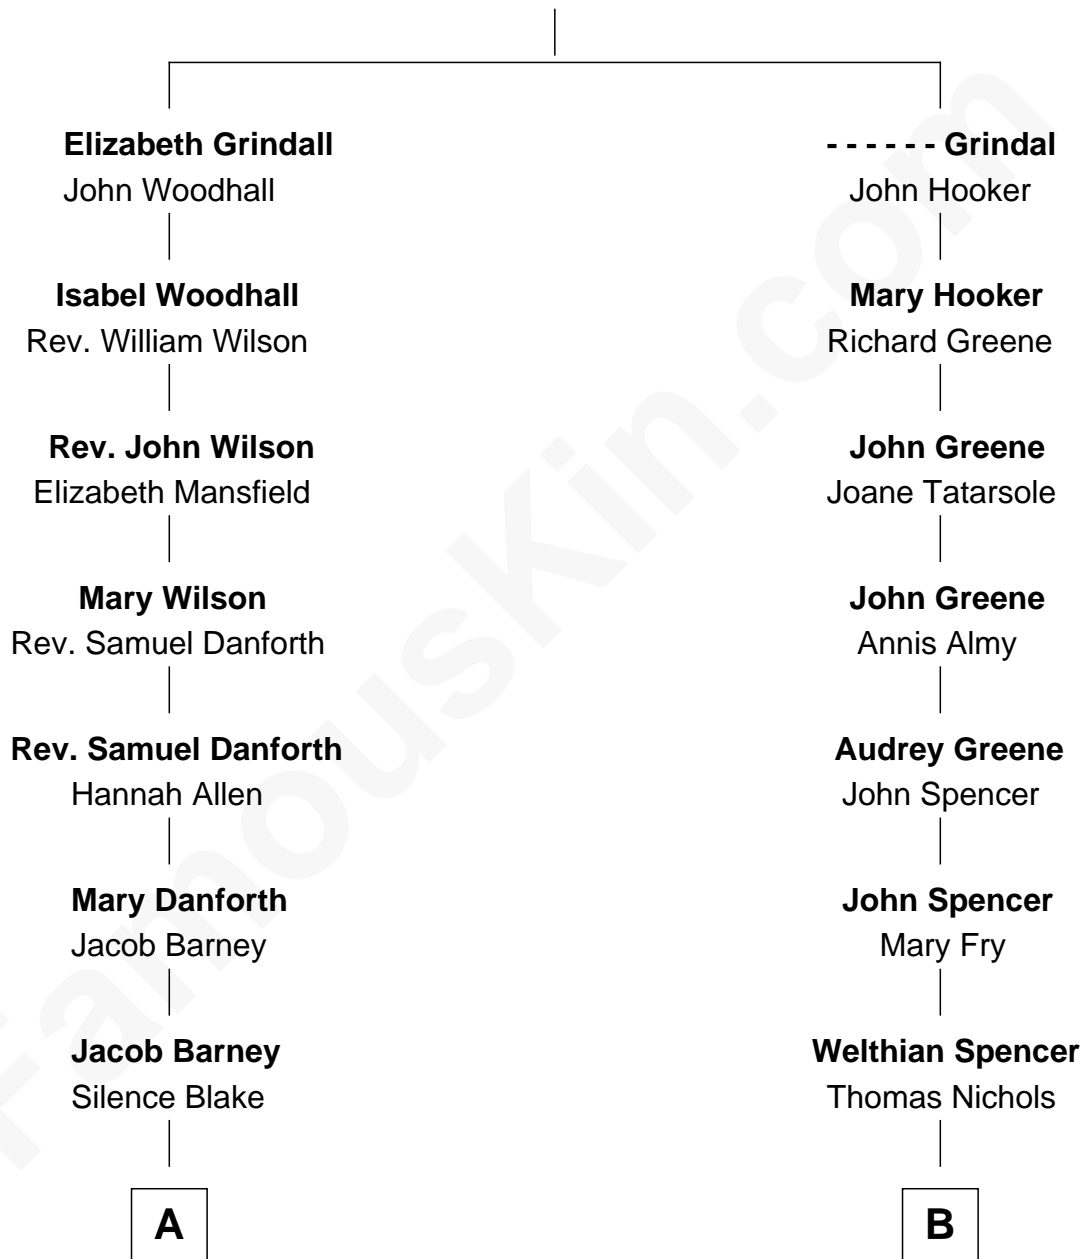 Elizabeth Grindall
John Woodhall
Isabel Woodhall
Rev. William Wilson
Rev. John Wilson
Elizabeth Mansfield
Mary Wilson
Rev. Samuel Danforth
Rev. Samuel Danforth
Hannah Allen
Mary Danforth
Jacob Barney
Jacob Barney
Silence Blake
A
- - - - - - Grindal
John Hooker
Mary Hooker
Richard Greene
John Greene
Joane Tatarsole
John Greene
Annis Almy
Audrey Greene
John Spencer
John Spencer
Mary Fry
Welthian Spencer
Thomas Nichols
B
FamousKin.com